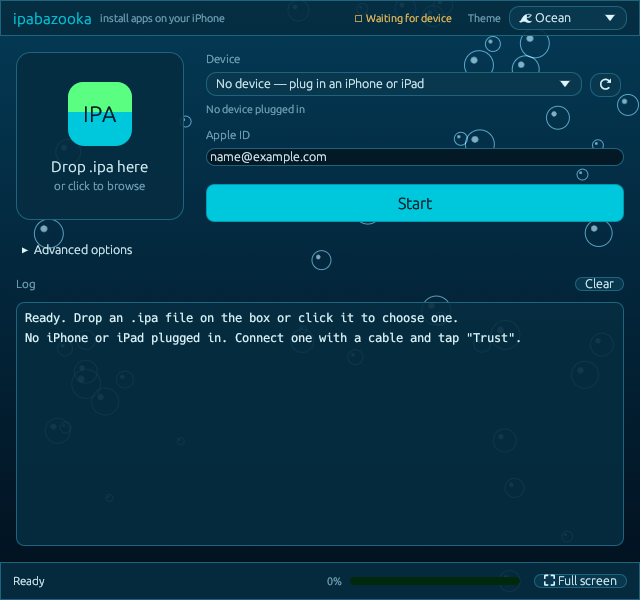 ipabazooka install apps on your iPhone
Waiting for device
Theme
Ocean
IPA
Drop .ipa here
or click to browse
Device
No device — plug in an iPhone or iPad
No device plugged in
Apple ID
name@example.com
Start
Advanced options
Log
Clear
Ready. Drop an .ipa file on the box or click it to choose one.
No iPhone or iPad plugged in. Connect one with a cable and tap "Trust".
Ready
0%
Full screen